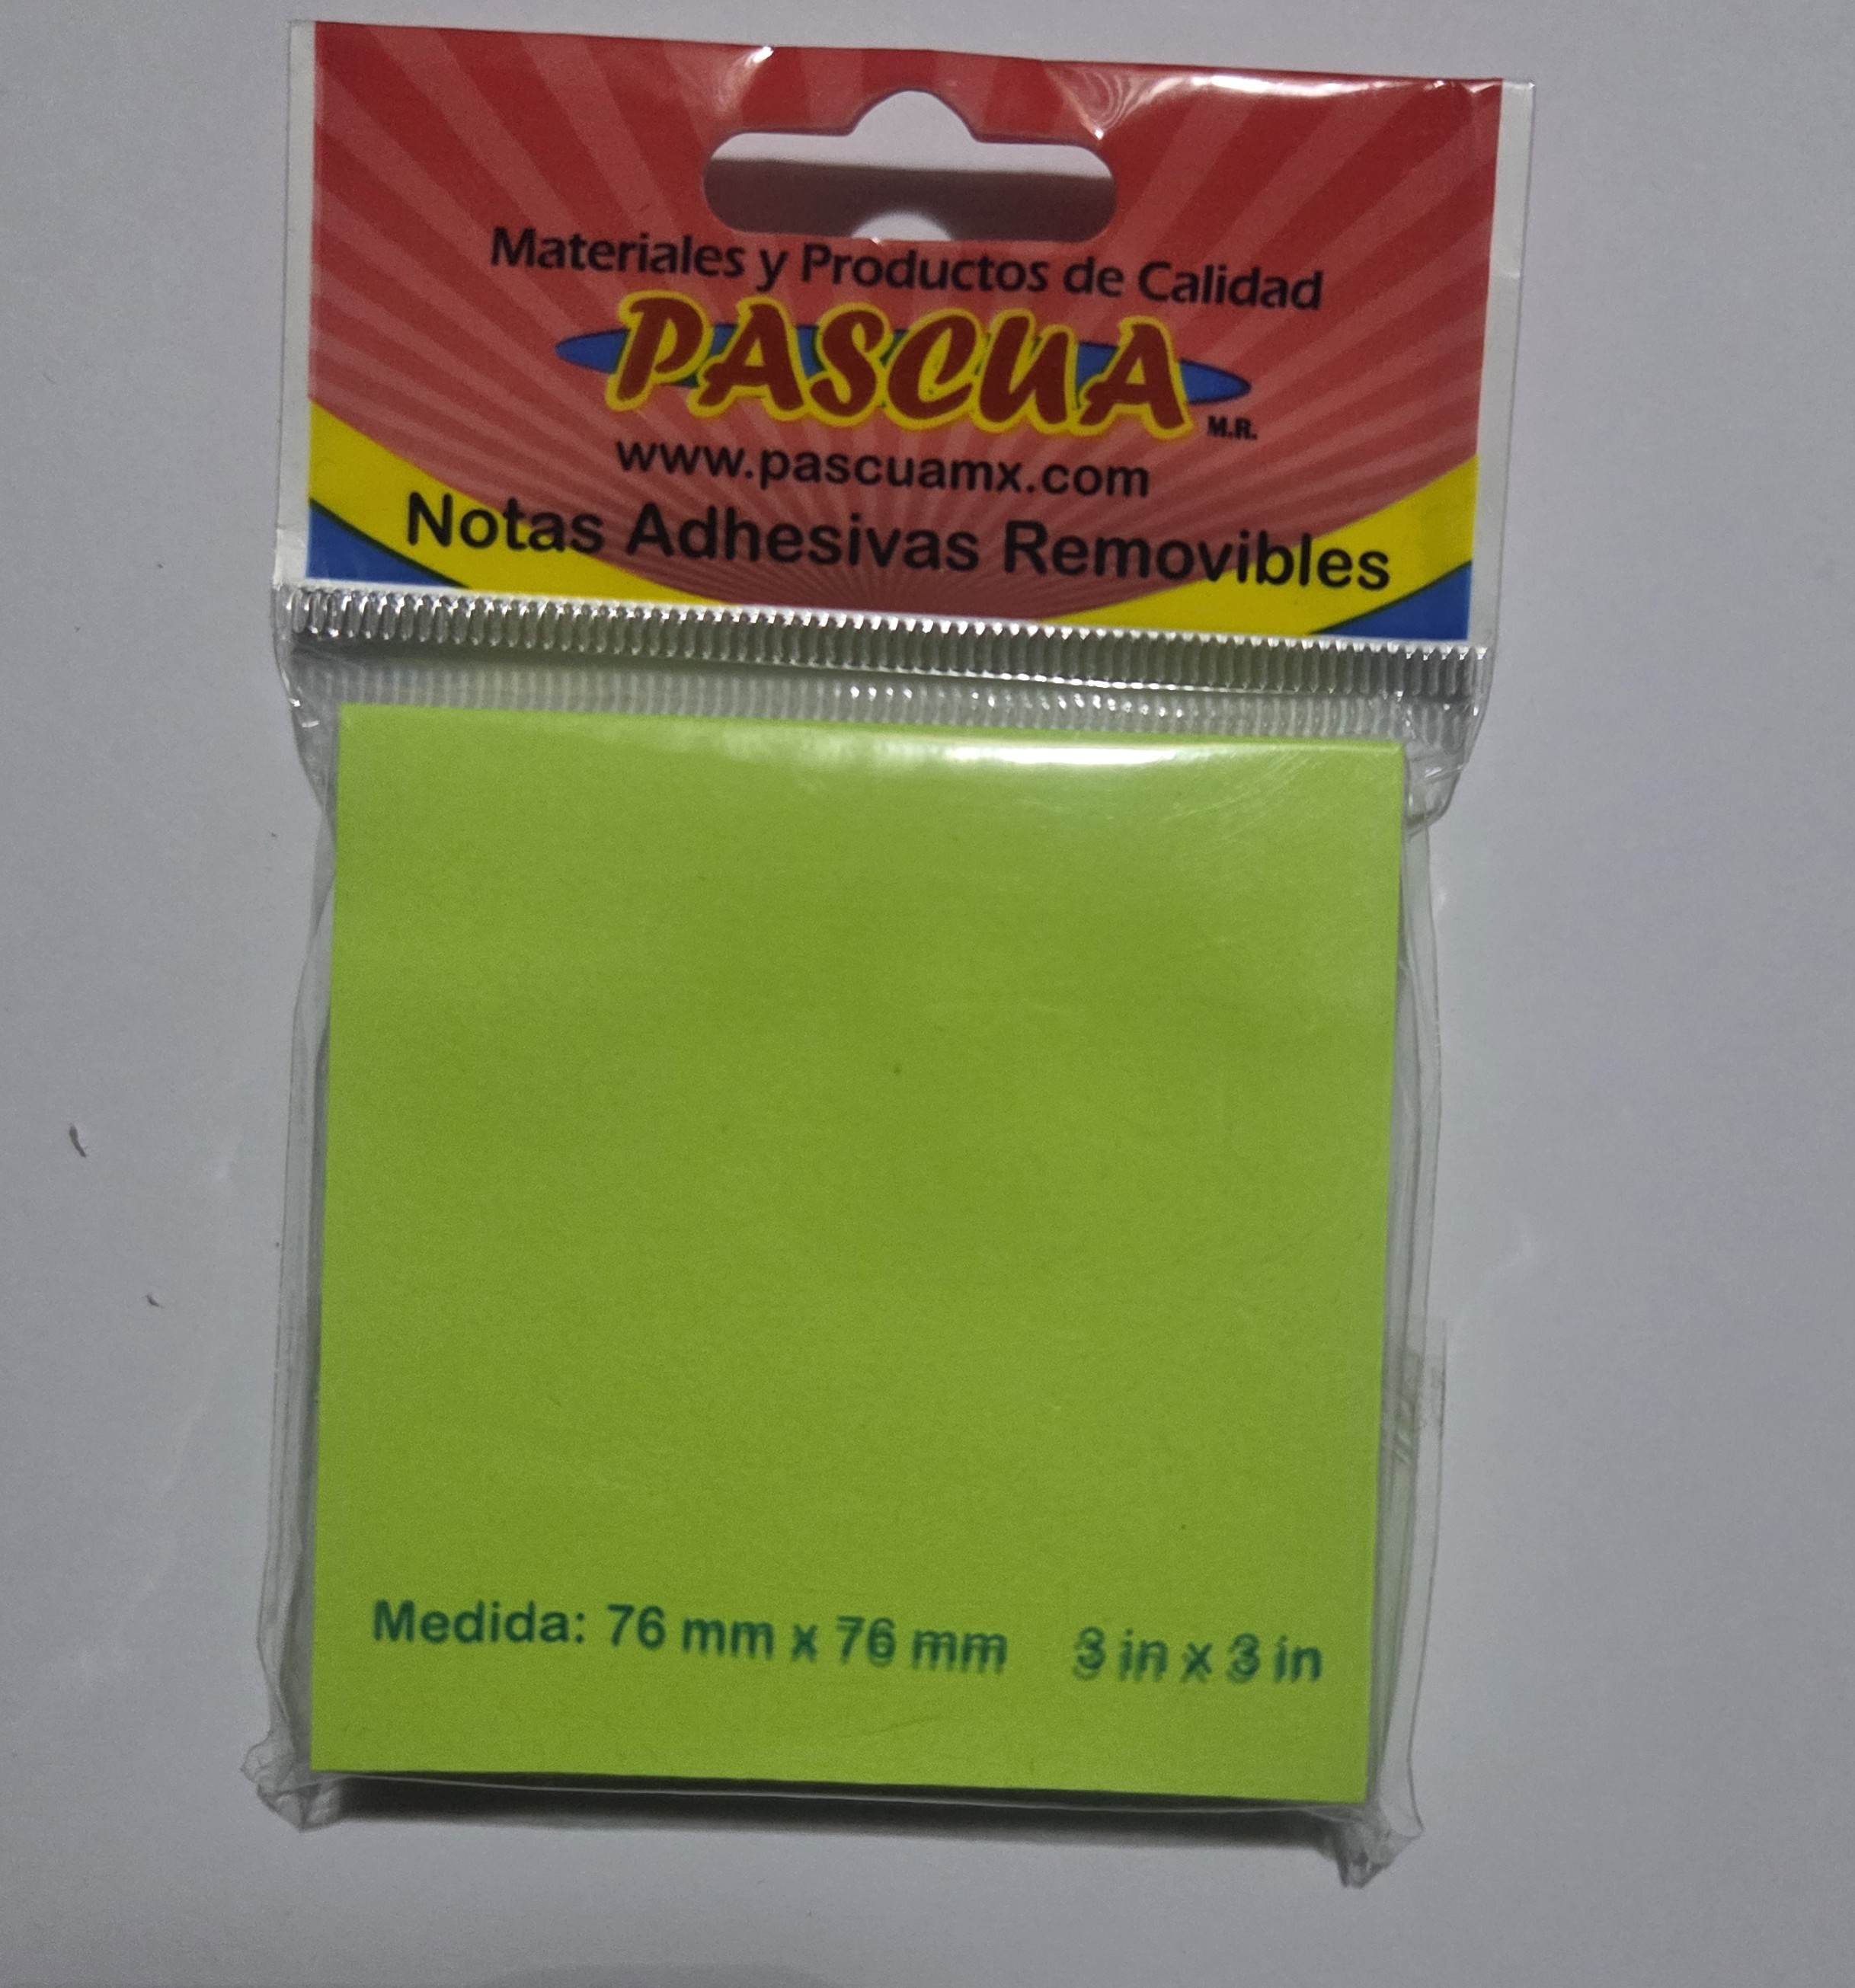 Materiales y Productos de Calidad
PASCUA M.R.
www.pascuamx.com
Notas Adhesivas Removibles
Medida: 76 mm x 76 mm 3 in x 3 in